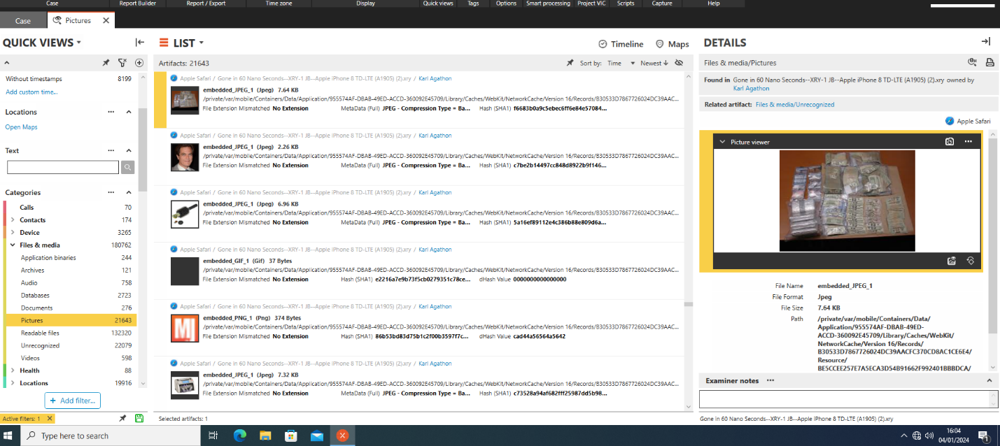 Case
Report Builder
Report / Export
Time zone
Display
Quick views
Tags
Options
Smart processing
Project VIC
Scripts
Capture
Help
Case
Pictures
QUICK VIEWS
Without timestamps 8199
Add custom time...
Locations
Open Maps
Text
Categories
Calls 70
Contacts 174
Device 3265
Files & media 180762
Application binaries 244
Archives 121
Audio 758
Databases 2723
Documents 276
Pictures 21643
Readable files 132320
Unrecognized 22079
Videos 598
Health 88
Locations 19916
+ Add filter...
Active filters: 1
LIST
Timeline
Maps
Artifacts: 21643
Sort by: Time
Newest
Apple Safari / Gone in 60 Nano Seconds--XRY-1 JB--Apple iPhone 8 TD-LTE (A1905) (2).xry / Karl Agathon
embedded_JPEG_1 (Jpeg) 7.64 KB
/private/var/mobile/Containers/Data/Application/955574AF-DBAB-49ED-ACCD-360092E45709/Library/Caches/WebKit/NetworkCache/Version 16/Records/B30533D7867726024DC39AAC...
File Extension Mismatched No Extension MetaData (Full) JPEG - Compression Type = Ba... Hash (SHA1) f6683b0a9c5ebec6ff6e84e57084...
Apple Safari / Gone in 60 Nano Seconds--XRY-1 JB--Apple iPhone 8 TD-LTE (A1905) (2).xry / Karl Agathon
embedded_JPEG_1 (Jpeg) 2.26 KB
/private/var/mobile/Containers/Data/Application/955574AF-DBAB-49ED-ACCD-360092E45709/Library/Caches/WebKit/NetworkCache/Version 16/Records/B30533D7867726024DC39AAC...
File Extension Mismatched No Extension MetaData (Full) JPEG - Compression Type = Ba... Hash (SHA1) c7be2b14497cc848d8922b9f146...
Apple Safari / Gone in 60 Nano Seconds--XRY-1 JB--Apple iPhone 8 TD-LTE (A1905) (2).xry / Karl Agathon
embedded_JPEG_1 (Jpeg) 6.96 KB
/private/var/mobile/Containers/Data/Application/955574AF-DBAB-49ED-ACCD-360092E45709/Library/Caches/WebKit/NetworkCache/Version 16/Records/B30533D7867726024DC39AAC...
File Extension Mismatched No Extension MetaData (Full) JPEG - Compression Type = Ba... Hash (SHA1) 5a16ef89112e4c386b88e809d6a...
Apple Safari / Gone in 60 Nano Seconds--XRY-1 JB--Apple iPhone 8 TD-LTE (A1905) (2).xry / Karl Agathon
embedded_GIF_1 (Gif) 37 Bytes
/private/var/mobile/Containers/Data/Application/955574AF-DBAB-49ED-ACCD-360092E45709/Library/Caches/WebKit/NetworkCache/Version 16/Records/B30533D7867726024DC39AAC...
File Extension Mismatched No Extension Hash (SHA1) e2216a7e9b73f5cb0279351c78ce... dHash Value 0000000000000000
Apple Safari / Gone in 60 Nano Seconds--XRY-1 JB--Apple iPhone 8 TD-LTE (A1905) (2).xry / Karl Agathon
MJ
embedded_PNG_1 (Png) 374 Bytes
/private/var/mobile/Containers/Data/Application/955574AF-DBAB-49ED-ACCD-360092E45709/Library/Caches/WebKit/NetworkCache/Version 16/Records/B30533D7867726024DC39AAC...
File Extension Mismatched No Extension Hash (SHA1) 86b53bd83d75b1c2f00b3597f7c... dHash Value cad44a56564a5642
Apple Safari / Gone in 60 Nano Seconds--XRY-1 JB--Apple iPhone 8 TD-LTE (A1905) (2).xry / Karl Agathon
embedded_JPEG_1 (Jpeg) 7.32 KB
/private/var/mobile/Containers/Data/Application/955574AF-DBAB-49ED-ACCD-360092E45709/Library/Caches/WebKit/NetworkCache/Version 16/Records/B30533D7867726024DC39AAC...
File Extension Mismatched No Extension MetaData (Full) JPEG - Compression Type = Ba... Hash (SHA1) c73528a94af682fff25987dd5b98...
Selected artifacts: 1
DETAILS
Files & media/Pictures
Found in Gone in 60 Nano Seconds--XRY-1 JB--Apple iPhone 8 TD-LTE (A1905) (2).xry owned by
Karl Agathon
Related artifact: Files & media/Unrecognized
Apple Safari
Picture viewer
File Name embedded_JPEG_1
File Format Jpeg
File Size 7.64 KB
Path /private/var/mobile/Containers/Data/
Application/955574AF-DBAB-49ED-
ACCD-360092E45709/Library/Caches/WebKit/
NetworkCache/Version 16/Records/
B30533D7867726024DC39AACFC370CD8AC1CE6E4/
Resource/
BE5CCEE257E7A5ECA3D54B91662F992401BBBDCA/
Examiner notes
Gone in 60 Nano Seconds--XRY-1 JB--Apple iPhone 8 TD-LTE (A1905) (2).xry
Type here to search
16:04
04/01/2024
1